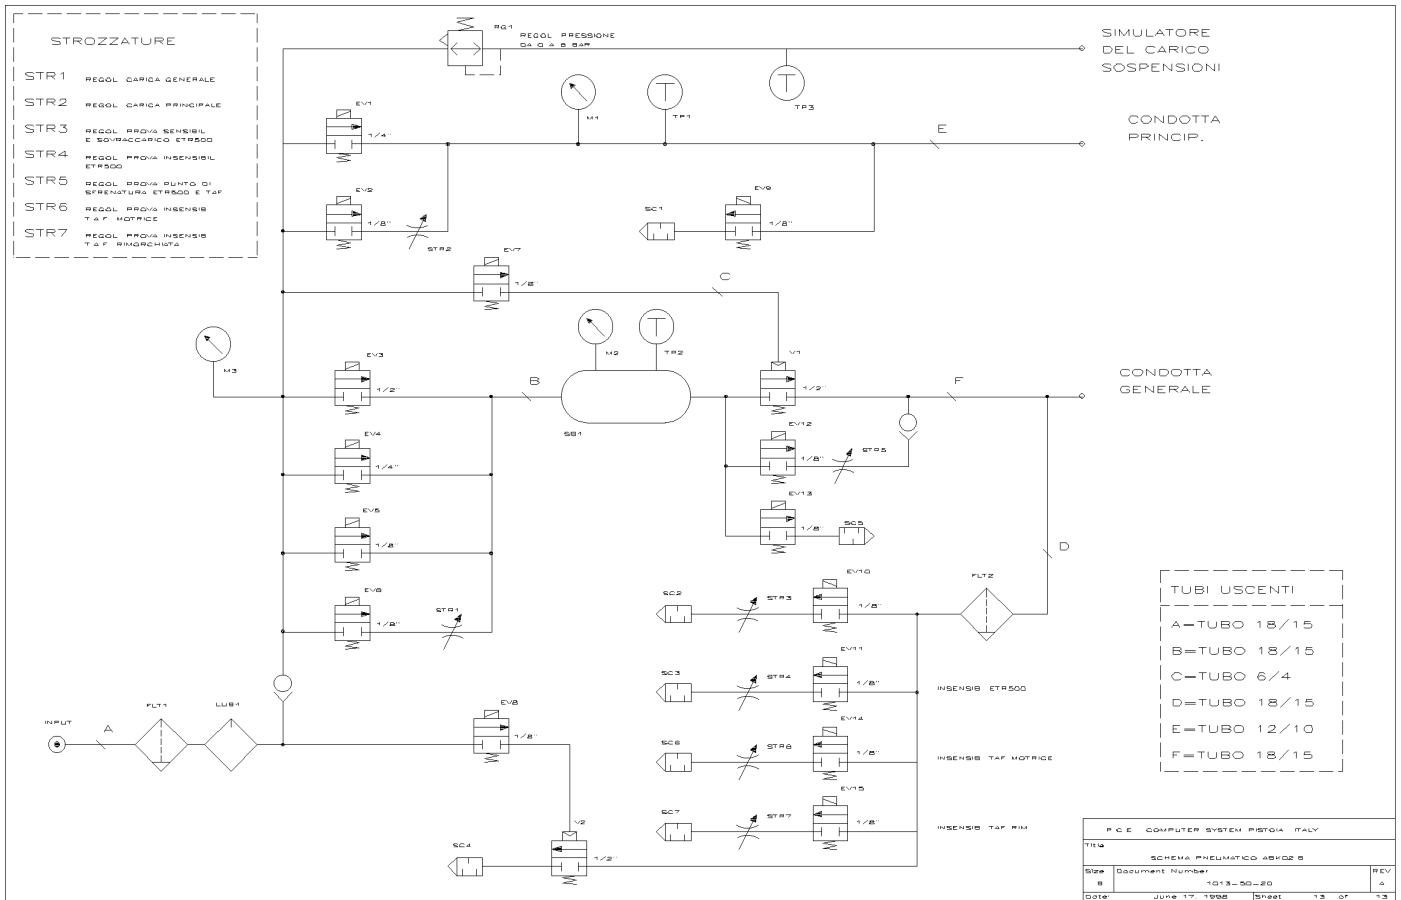 STROZZATURE
STR1 REGOL CARICA GENERALE
STR2 REGOL CARICA PRINCIPALE
STR3 REGOL PROVA SENSIBIL
E SOVRACCARICO ETR500
STR4 REGOL PROVA INSENSIBIL
ETR500
STR5 REGOL PROVA PUNTO DI
SFRENATURA ETR500 E TAF
STR6 REGOL PROVA INSENSIB
T A F MOTRICE
STR7 REGOL PROVA INSENSIB
T A F RIMORCHIATA
RG1
REGOL PRESSIONE
DA 0 A 8 BAR
TP3
SIMULATORE
DEL CARICO
SOSPENSIONI
EV1
1/4"
M1
TP1
E
CONDOTTA
PRINCIP.
EV2
1/8"
STR2
SC1
EV9
1/8"
EV7
1/8"
C
M3
EV3
1/2"
B
M2
TP2
SB1
V1
1/2"
F
CONDOTTA
GENERALE
EV4
1/4"
EV12
1/8"
STR5
EV5
1/8"
EV13
1/8"
SC5
D
EV6
1/8"
STR1
SC2
STR3
EV10
1/8"
FLT2
SC3
STR4
EV11
1/8"
INSENSIB ETR500
INPUT
A
FLT1
LUB1
EV8
1/8"
SC6
STR6
EV14
1/8"
INSENSIB TAF MOTRICE
SC7
STR7
EV15
1/8"
INSENSIB TAF RIM
SC4
V2
1/2"
TUBI USCENTI
A=TUBO 18/15
B=TUBO 18/15
C=TUBO 6/4
D=TUBO 18/15
E=TUBO 12/10
F=TUBO 18/15
P C E COMPUTER SYSTEM PISTOIA ITALY
Title
SCHEMA PNEUMATICO ABK02 B
Size Document Number REV
B 1013-50-20 A
Date: June 17, 1998 Sheet 13 of 13